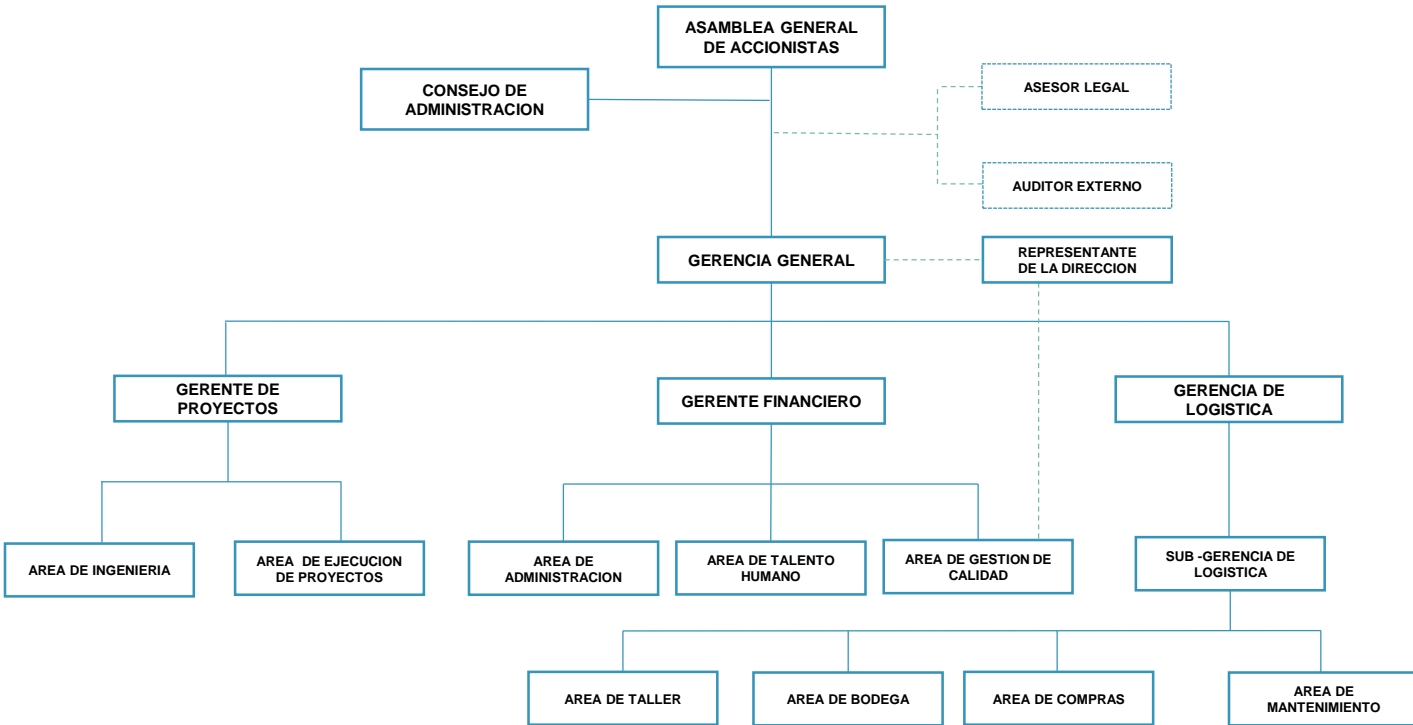 ASAMBLEA GENERAL
DE ACCIONISTAS
CONSEJO DE
ADMINISTRACION
ASESOR LEGAL
AUDITOR EXTERNO
GERENCIA GENERAL
REPRESENTANTE
DE LA DIRECCION
GERENTE DE
PROYECTOS
GERENTE FINANCIERO
GERENCIA DE
LOGISTICA
AREA DE INGENIERIA
AREA DE EJECUCION
DE PROYECTOS
AREA DE
ADMINISTRACION
AREA DE TALENTO
HUMANO
AREA DE GESTION DE
CALIDAD
SUB -GERENCIA DE
LOGISTICA
AREA DE TALLER
AREA DE BODEGA
AREA DE COMPRAS
AREA DE
MANTENIMIENTO